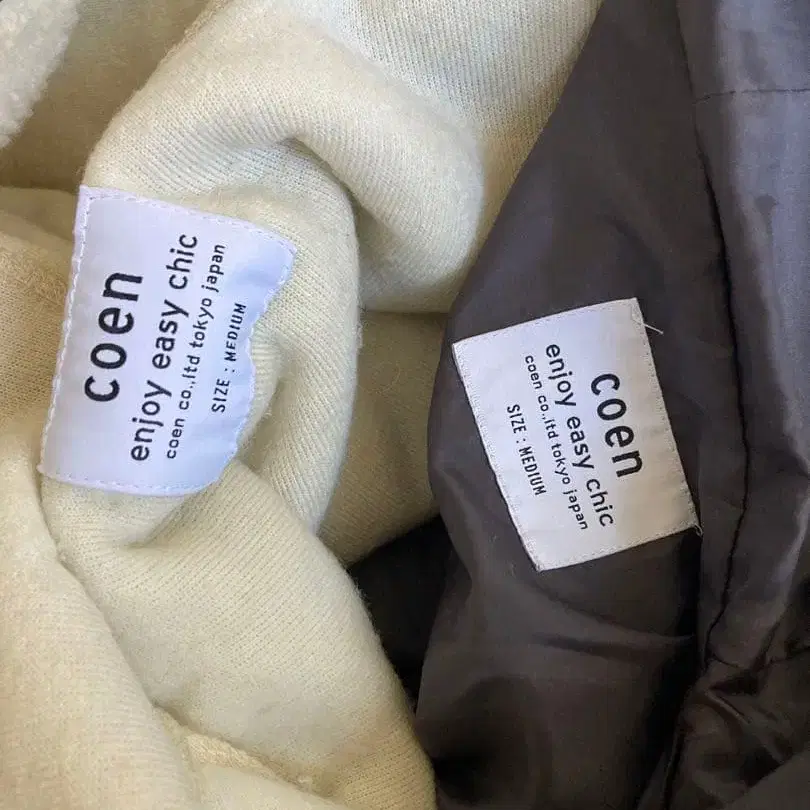 coen
enjoy easy chic
coen co.,ltd tokyo japan
SIZE : MEDIUM
coen
enjoy easy chic
coen co.,ltd tokyo japan
SIZE : MEDIUM